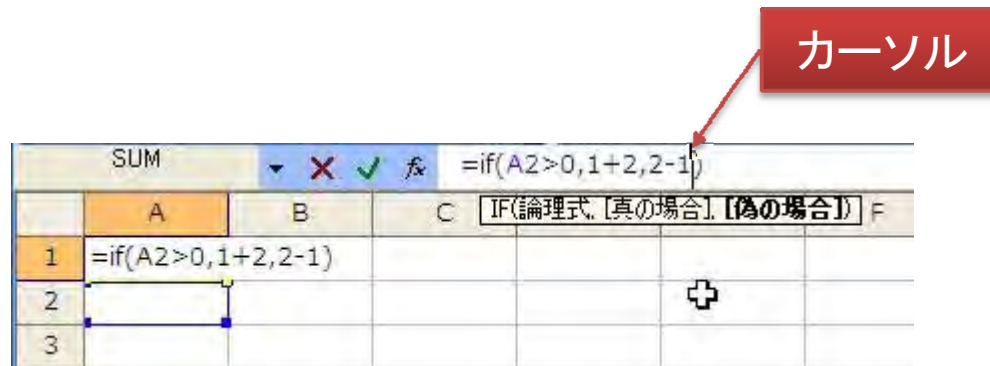 カーソル
SUM fx =if(A2>0,1+2,2-1)
A B C IF(論理式, [真の場合], [偽の場合]) F
1 =if(A2>0,1+2,2-1)
2
3